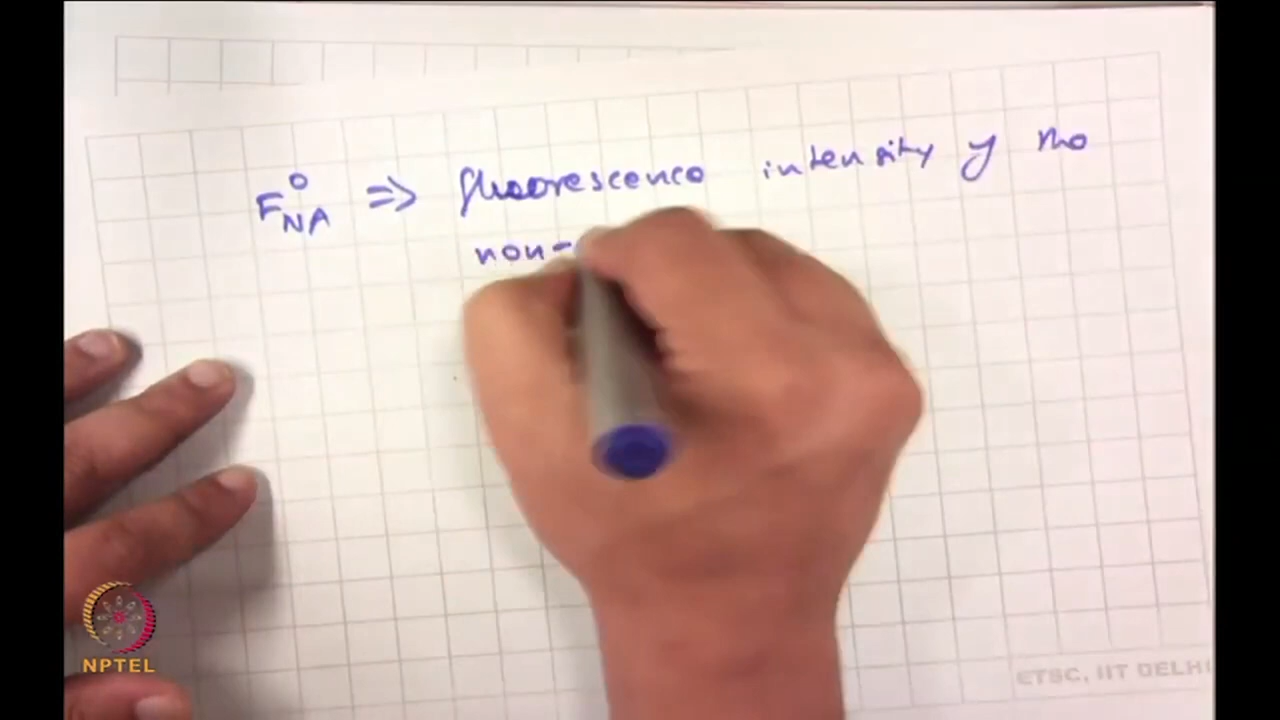 F°NA ⇒ fluorescence intensity of the
non-
NPTEL
ETSC, IIT DELHI